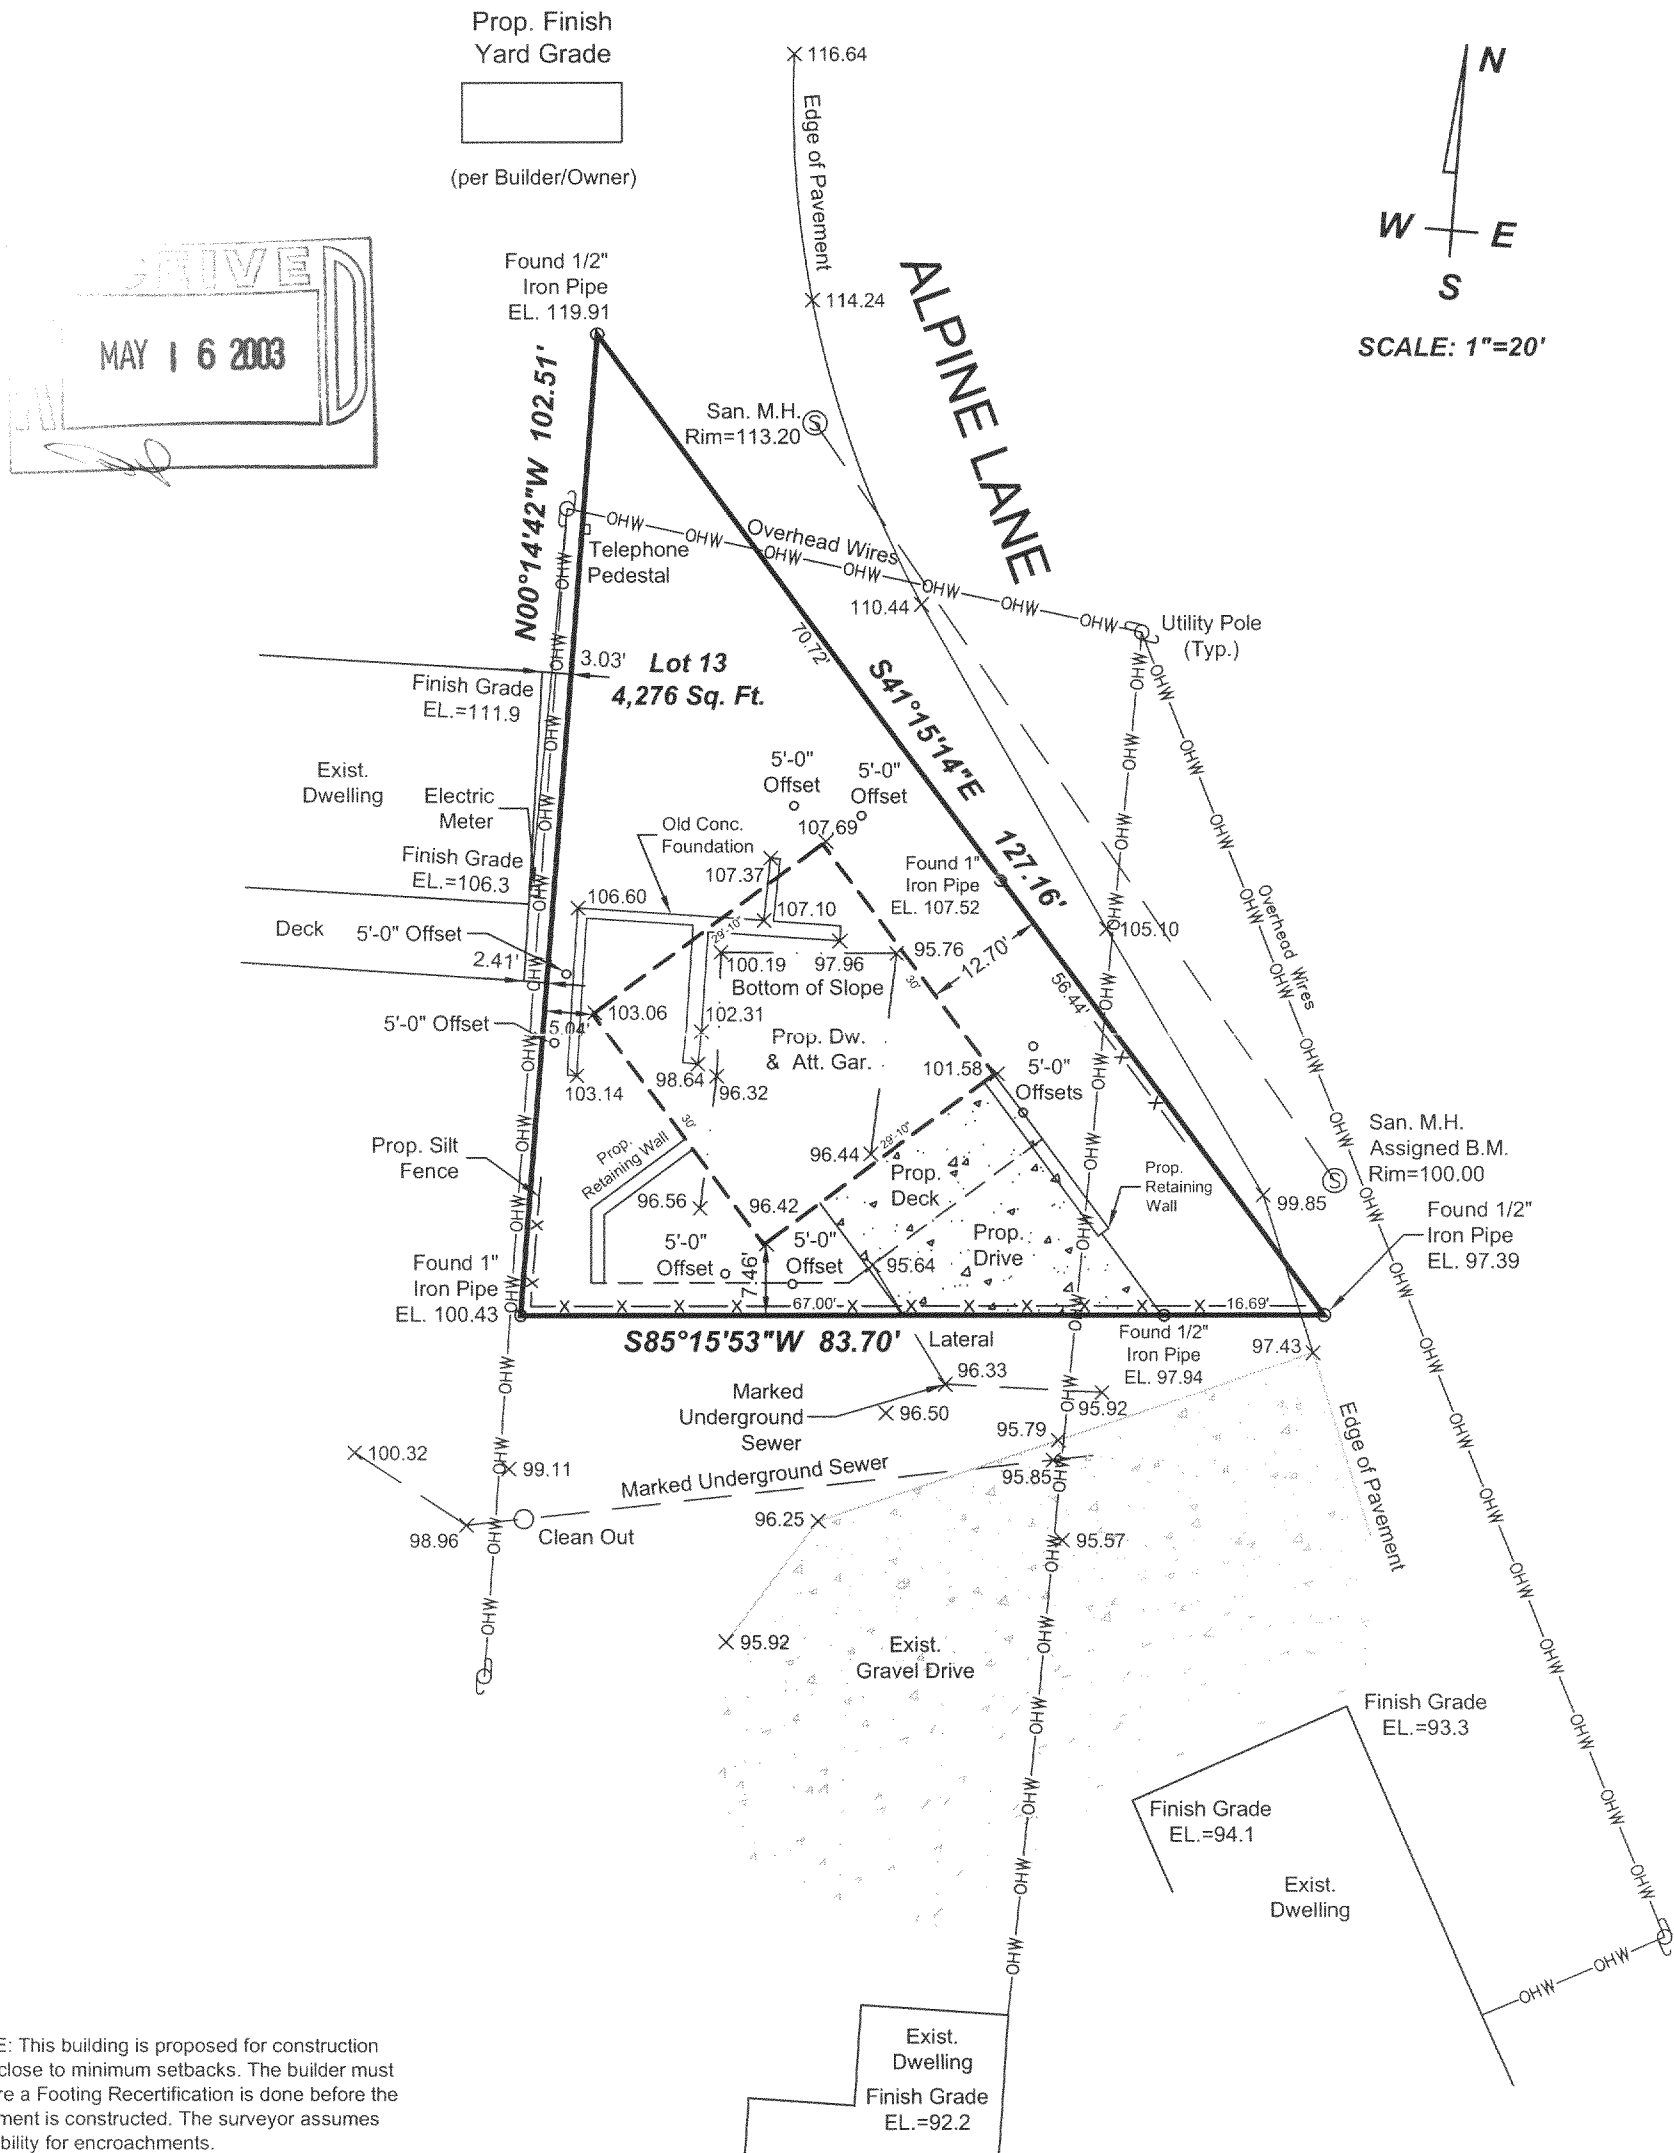 Prop. Finish
Yard Grade
(per Builder/Owner)
116.64
Edge of Pavement
N
W
E
S
SCALE: 1"=20'
MAY 16 2003
Found 1/2"
Iron Pipe
EL. 119.91
114.24
ALPINE LANE
N00°14'42"W 102.51'
San. M.H.
Rim=113.20
S
OHW
Overhead Wires
Telephone
Pedestal
110.44
Utility Pole
(Typ.)
70.72'
3.03'
Lot 13
4,276 Sq. Ft.
Finish Grade
EL.=111.9
S41°15'14"E 127.16'
Exist.
Dwelling
Electric
Meter
5'-0"
Offset
5'-0"
Offset
Old Conc.
Foundation
107.69
107.37
Found 1"
Iron Pipe
EL. 107.52
Finish Grade
EL.=106.3
106.60
107.10
Overhead Wires
105.10
Deck
5'-0" Offset
29'-10"
95.76
12.70'
2.41'
100.19
97.96
Bottom of Slope
30'
56.44'
5'-0" Offset
5.04'
103.06
102.31
Prop. Dw.
& Att. Gar.
101.58
5'-0"
Offsets
103.14
98.64
96.32
30'
29'-10"
Prop. Silt
Fence
Prop.
Retaining Wall
96.44
Prop.
Deck
Prop.
Retaining
Wall
San. M.H.
Assigned B.M.
Rim=100.00
S
96.56
96.42
99.85
Found 1/2"
Iron Pipe
EL. 97.39
5'-0"
Offset
5'-0"
Offset
7.46'
95.64
Prop.
Drive
Found 1"
Iron Pipe
EL. 100.43
67.00'
16.69'
S85°15'53"W 83.70'
Lateral
Found 1/2"
Iron Pipe
EL. 97.94
97.43
96.33
Marked
Underground
Sewer
96.50
95.92
95.79
Edge of Pavement
100.32
99.11
Marked Underground Sewer
95.85
98.96
Clean Out
96.25
95.57
95.92
Exist.
Gravel Drive
Finish Grade
EL.=93.3
Finish Grade
EL.=94.1
Exist.
Dwelling
Exist.
Dwelling
Finish Grade
EL.=92.2
E: This building is proposed for construction
close to minimum setbacks. The builder must
re a Footing Recertification is done before the
ment is constructed. The surveyor assumes
bility for encroachments.